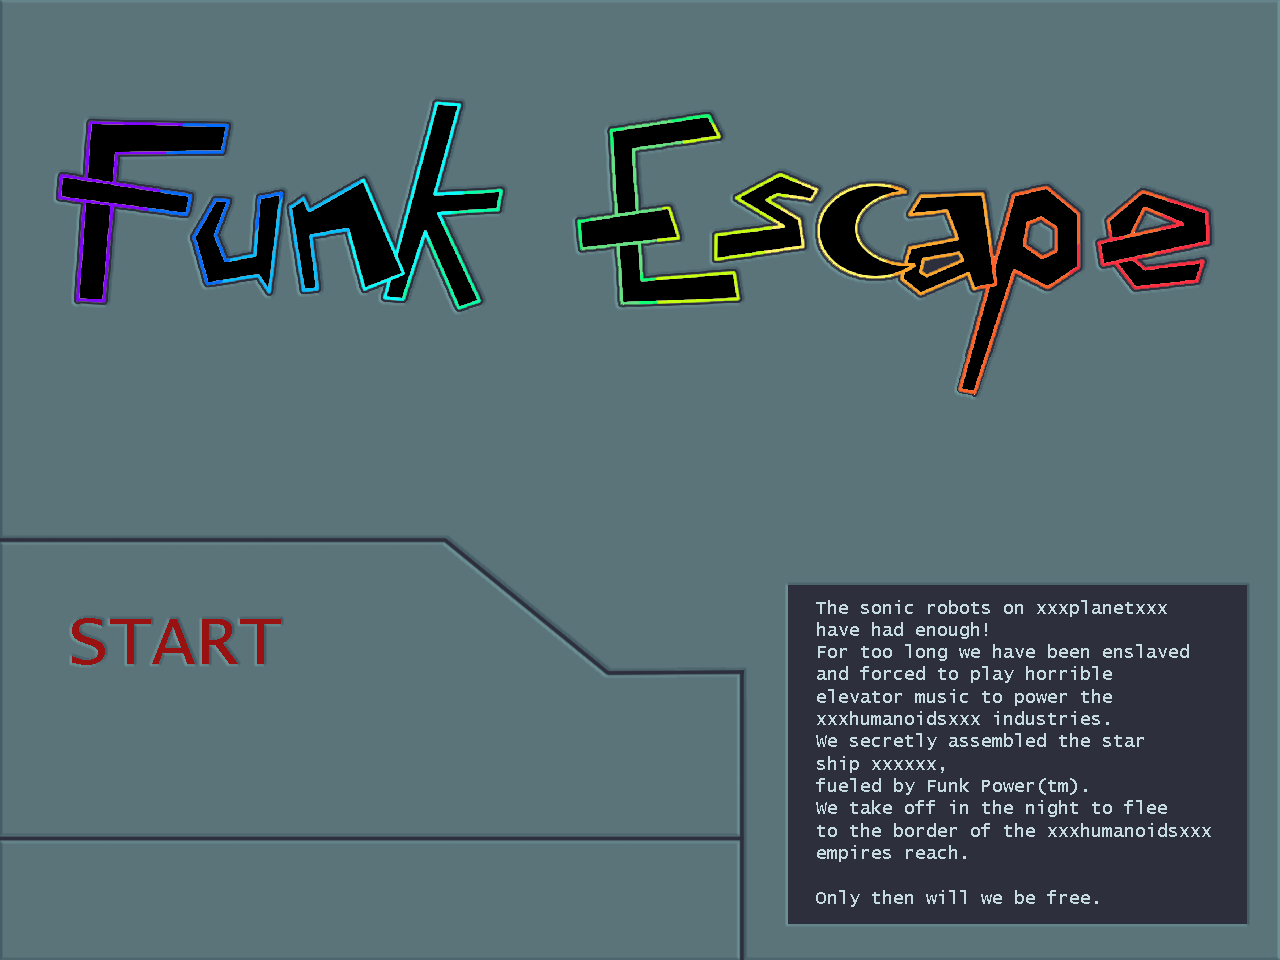 Funk Escape
START
The sonic robots on xxxplanetxxx
have had enough!
For too long we have been enslaved
and forced to play horrible
elevator music to power the
xxxhumanoidsxxx industries.
We secretly assembled the star
ship xxxxxx,
fueled by Funk Power(tm).
We take off in the night to flee
to the border of the xxxhumanoidsxxx
empires reach.
Only then will we be free.